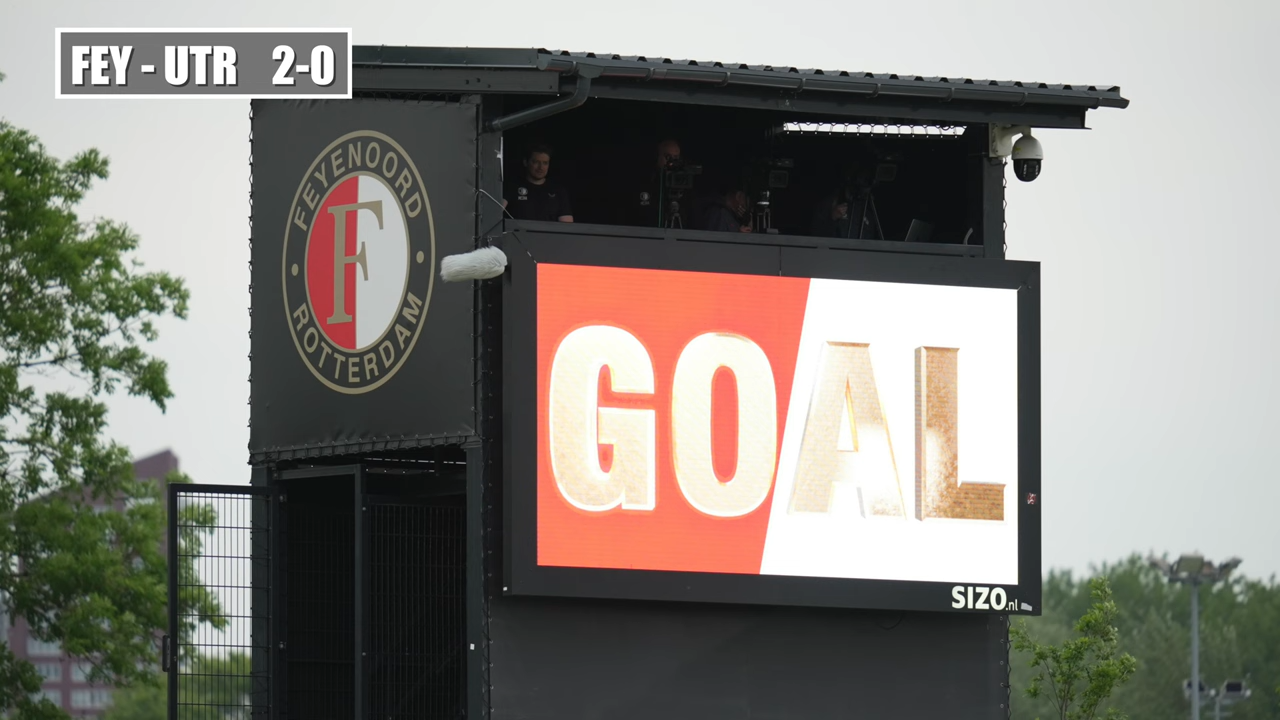 FEY - UTR 2-0
FEYENOORD
F
ROTTERDAM
GOAL
SIZO.nl